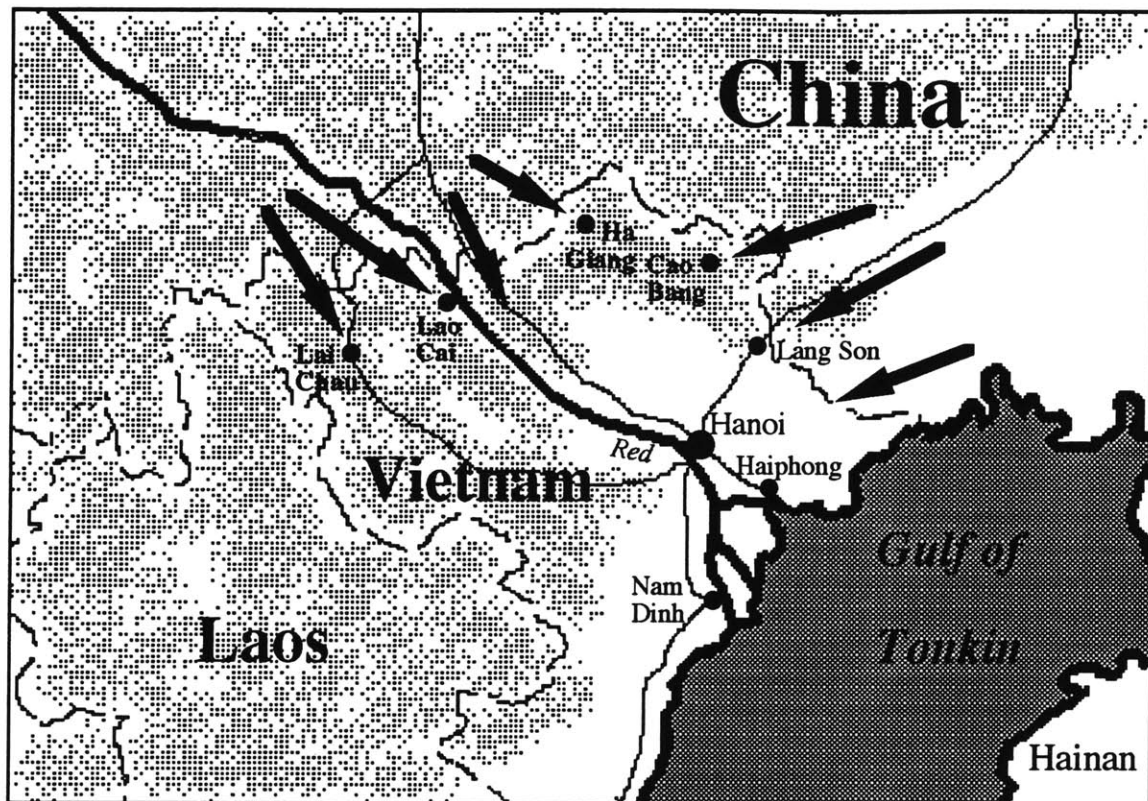 China
Ha
Giang
Cao
Bang
Lao
Cai
Lai
Chau
Lang Son
Hanoi
Red
Haiphong
Vietnam
Gulf of
Tonkin
Nam
Dinh
Laos
Hainan